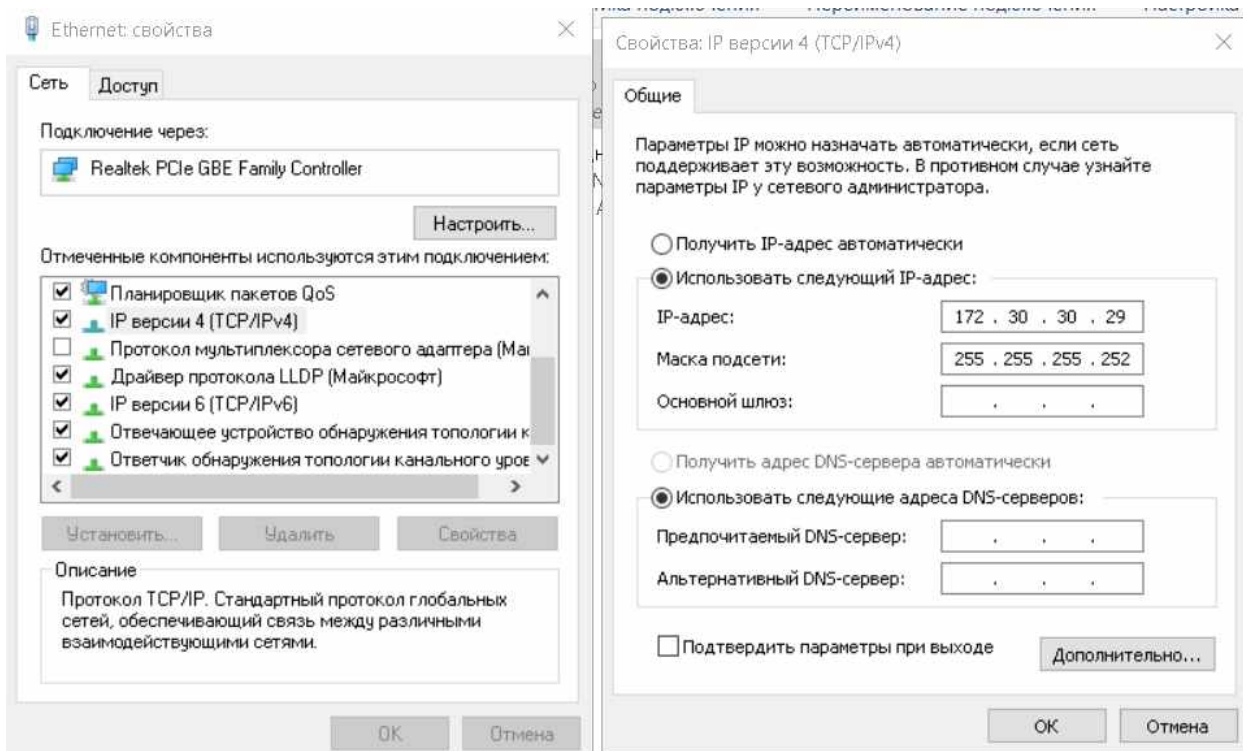 Ethernet: свойства
Сеть
Доступ
Подключение через:
Realtek PCIe GBE Family Controller
Настроить...
Отмеченные компоненты используются этим подключением:
Планировщик пакетов QoS
IP версии 4 (TCP/IPv4)
Протокол мультиплексора сетевого адаптера (Май
Драйвер протокола LLDP (Майкрософт)
IP версии 6 (TCP/IPv6)
Отвечающее устройство обнаружения топологии к
Ответчик обнаружения топологии канального уров
Установить...
Удалить
Свойства
Описание
Протокол TCP/IP. Стандартный протокол глобальных
сетей, обеспечивающий связь между различными
взаимодействующими сетями.
OK
Отмена
подключения
Переименование подключения
Настройка
Свойства: IP версии 4 (TCP/IPv4)
Общие
Параметры IP можно назначать автоматически, если сеть
поддерживает эту возможность. В противном случае узнайте
параметры IP у сетевого администратора.
Получить IP-адрес автоматически
Использовать следующий IP-адрес:
IP-адрес:
172 . 30 . 30 . 29
Маска подсети:
255 . 255 . 255 . 252
Основной шлюз:
. . .
Получить адрес DNS-сервера автоматически
Использовать следующие адреса DNS-серверов:
Предпочитаемый DNS-сервер:
. . .
Альтернативный DNS-сервер:
. . .
Подтвердить параметры при выходе
Дополнительно...
OK
Отмена